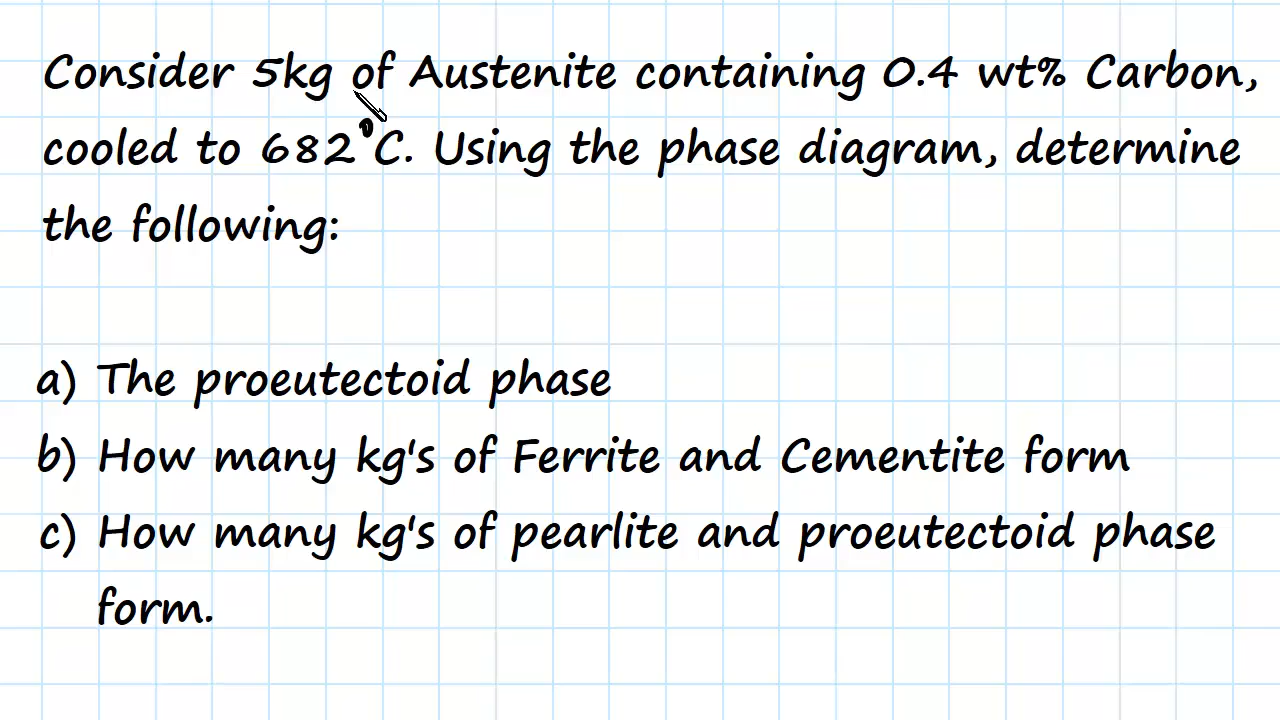 Consider 5kg of Austenite containing 0.4 wt% Carbon,
cooled to 682°C. Using the phase diagram, determine
the following:
a) The proeutectoid phase
b) How many kg's of Ferrite and Cementite form
c) How many kg's of pearlite and proeutectoid phase
form.